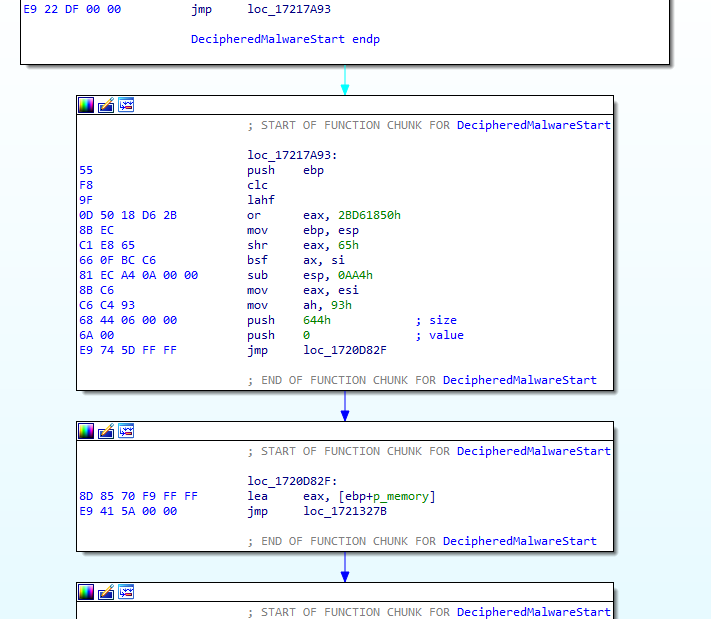 E9 22 DF 00 00 jmp loc_17217A93
DecipheredMalwareStart endp
; START OF FUNCTION CHUNK FOR DecipheredMalwareStart
loc_17217A93:
55 push ebp
F8 clc
9F lahf
0D 50 18 D6 2B or eax, 2BD61850h
8B EC mov ebp, esp
C1 E8 65 shr eax, 65h
66 0F BC C6 bsf ax, si
81 EC A4 0A 00 00 sub esp, 0AA4h
8B C6 mov eax, esi
C6 C4 93 mov ah, 93h
68 44 06 00 00 push 644h ; size
6A 00 push 0 ; value
E9 74 5D FF FF jmp loc_1720D82F
; END OF FUNCTION CHUNK FOR DecipheredMalwareStart
; START OF FUNCTION CHUNK FOR DecipheredMalwareStart
loc_1720D82F:
8D 85 70 F9 FF FF lea eax, [ebp+p_memory]
E9 41 5A 00 00 jmp loc_1721327B
; END OF FUNCTION CHUNK FOR DecipheredMalwareStart
; START OF FUNCTION CHUNK FOR DecipheredMalwareStart